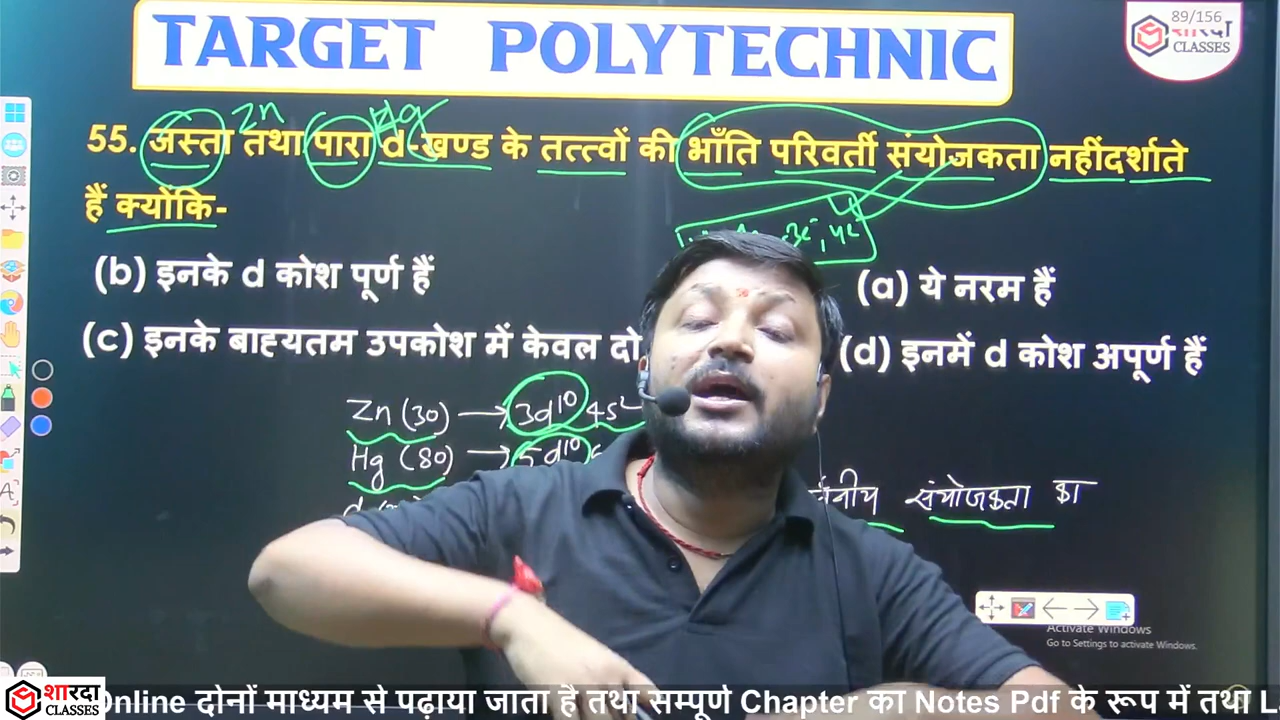 TARGET POLYTECHNIC
89/156
शारदा
CLASSES
Zn Hg
55. जस्ता तथा पारा d-खण्ड के तत्त्वों की भाँति परिवर्ती संयोजकता नहींदर्शाते
हैं क्योंकि-
3e⁻, 4e⁻
(b) इनके d कोश पूर्ण हैं (a) ये नरम हैं
(c) इनके बाह्यतम उपकोश में केवल दो (d) इनमें d कोश अपूर्ण हैं
Zn (30) → 3d¹⁰ 4s²
Hg (80) → 5d¹⁰
संयोजकता का
Activate Windows
Go to Settings to activate Windows.
शारदा
CLASSES
Online दोनों माध्यम से पढ़ाया जाता है तथा सम्पूर्ण Chapter का Notes Pdf के रूप में तथा